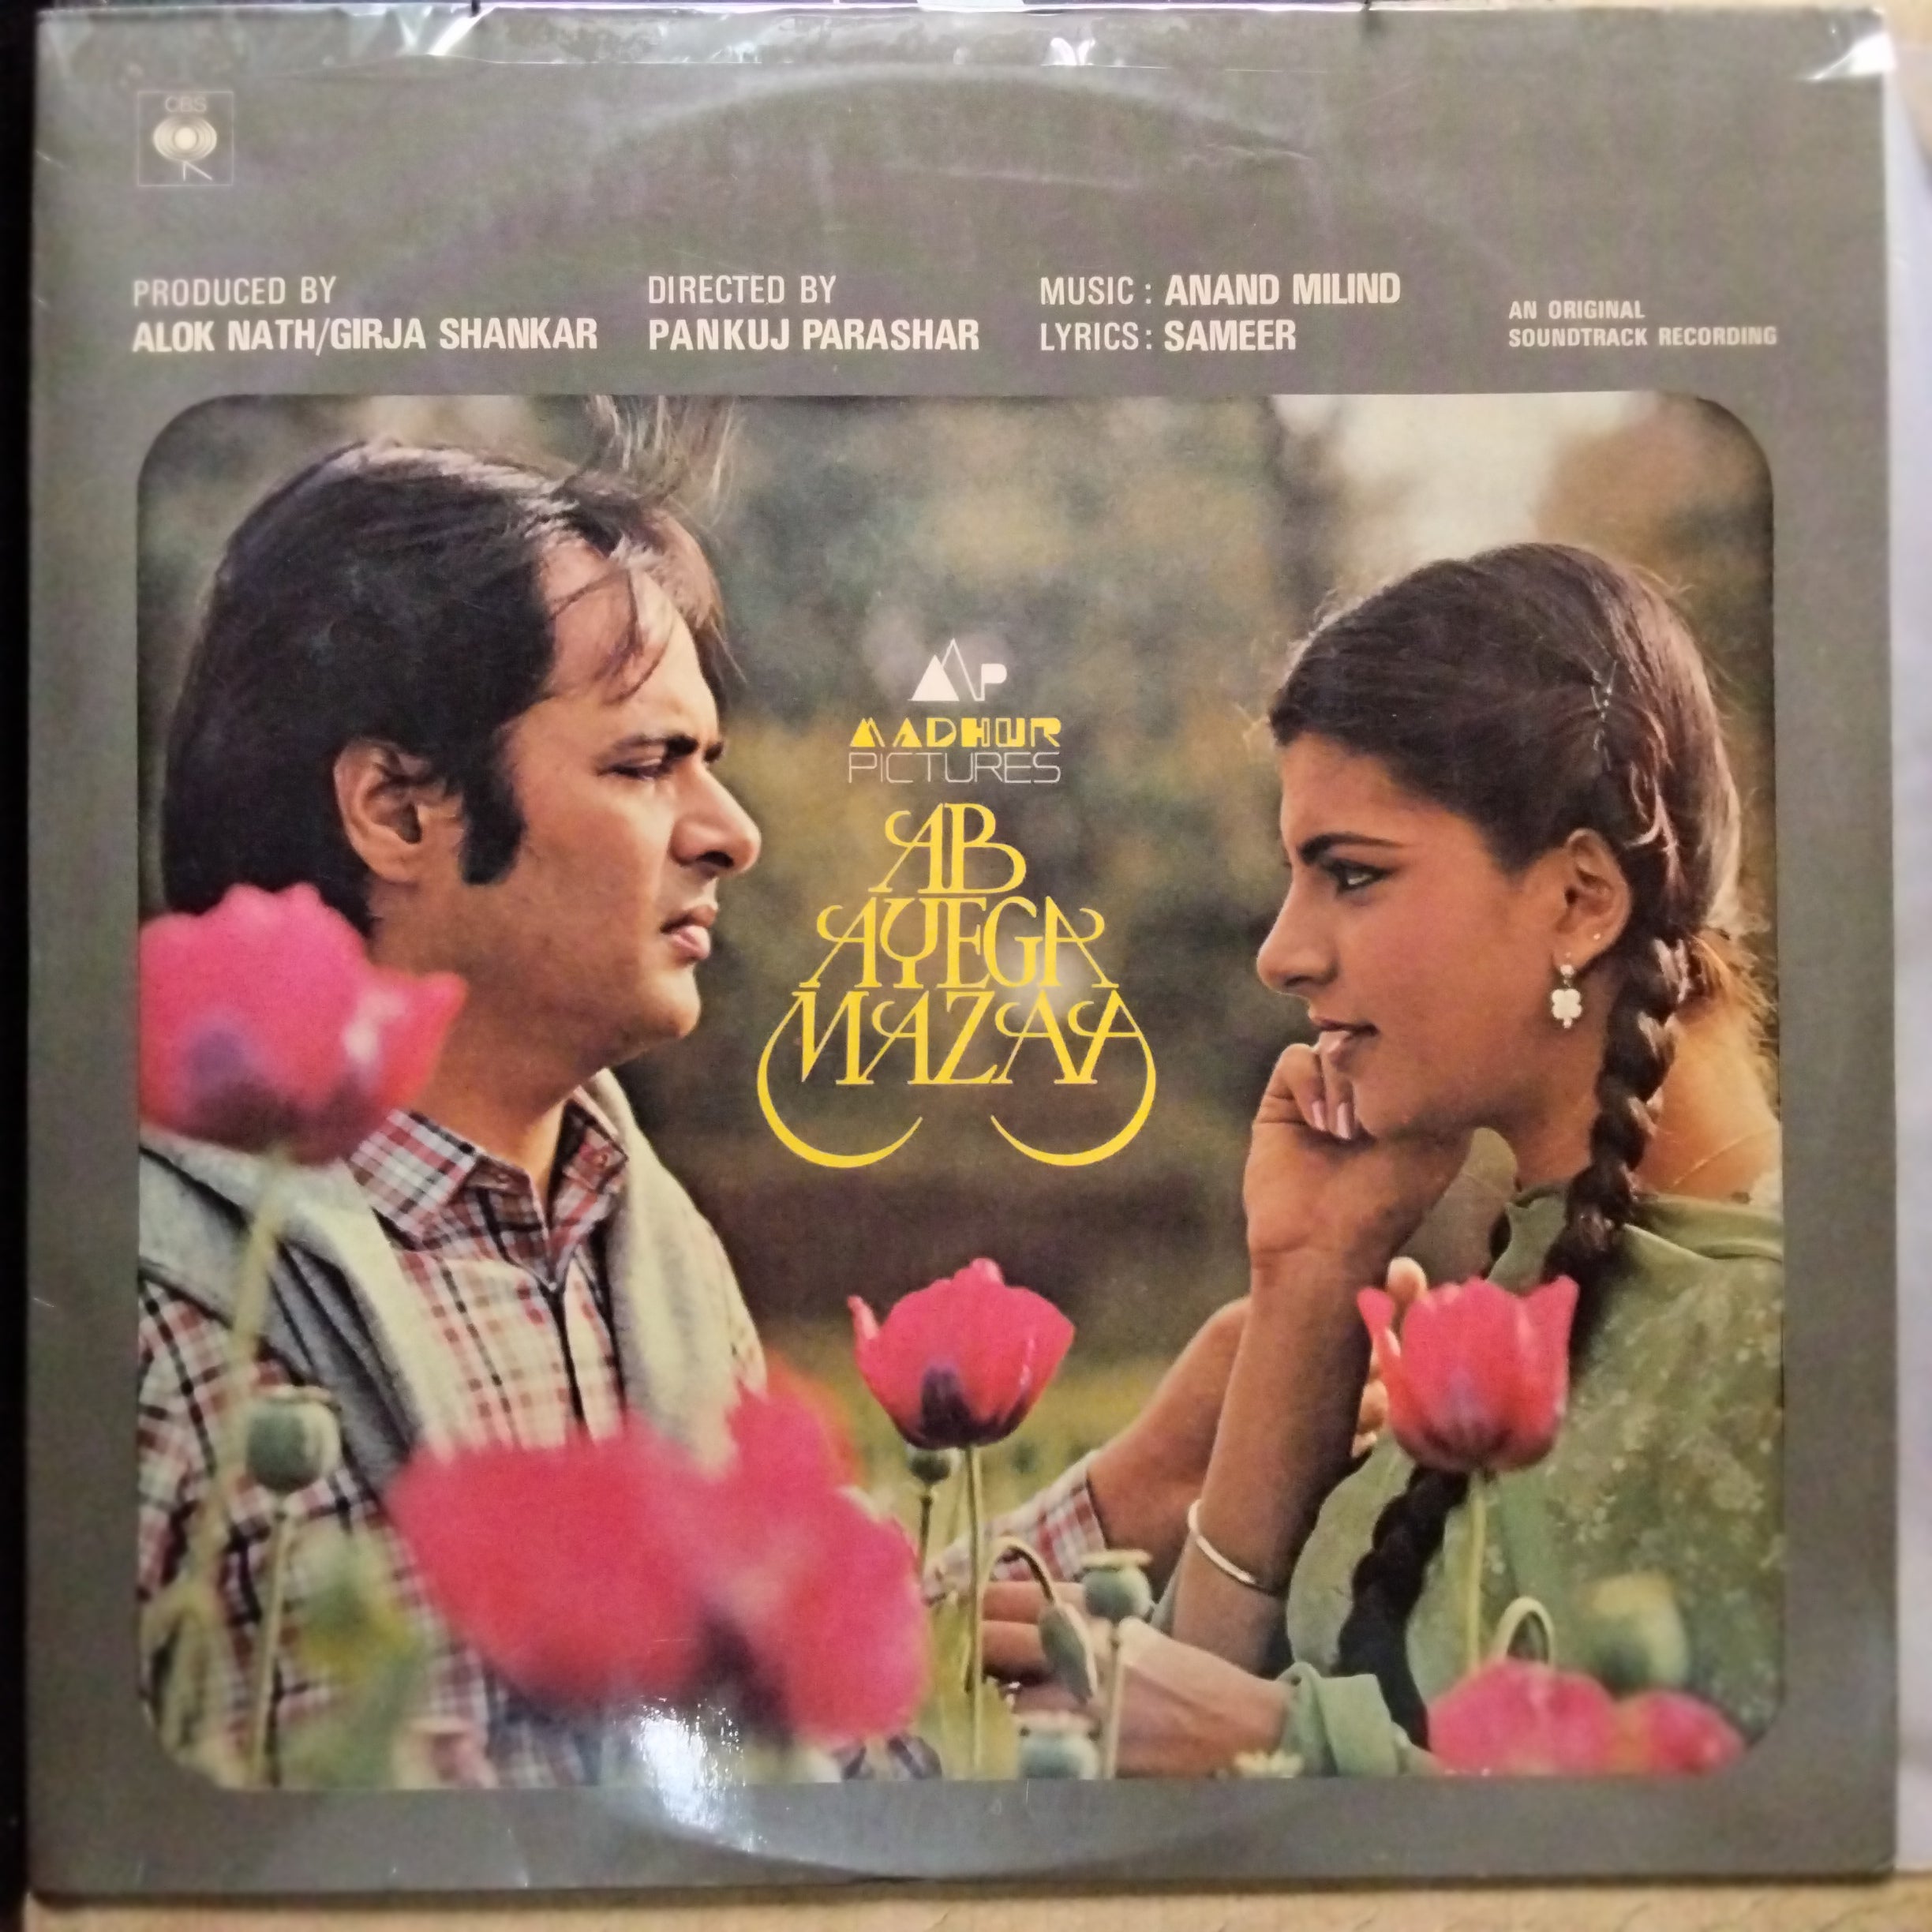 CBS
PRODUCED BY
ALOK NATH/GIRJA SHANKAR
DIRECTED BY
PANKUJ PARASHAR
MUSIC : ANAND MILIND
LYRICS : SAMEER
AN ORIGINAL
SOUNDTRACK RECORDING
MP
MADHUR
PICTURES
AB
AYEGA
MAZAA